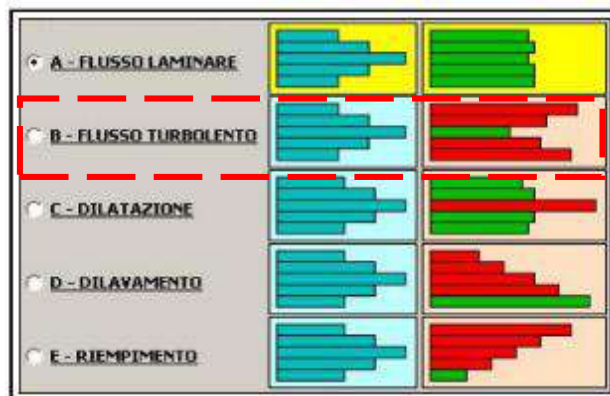 A - FLUSSO LAMINARE
B - FLUSSO TURBOLENTO
C - DILATAZIONE
D - DILAVAMENTO
E - RIEMPIMENTO